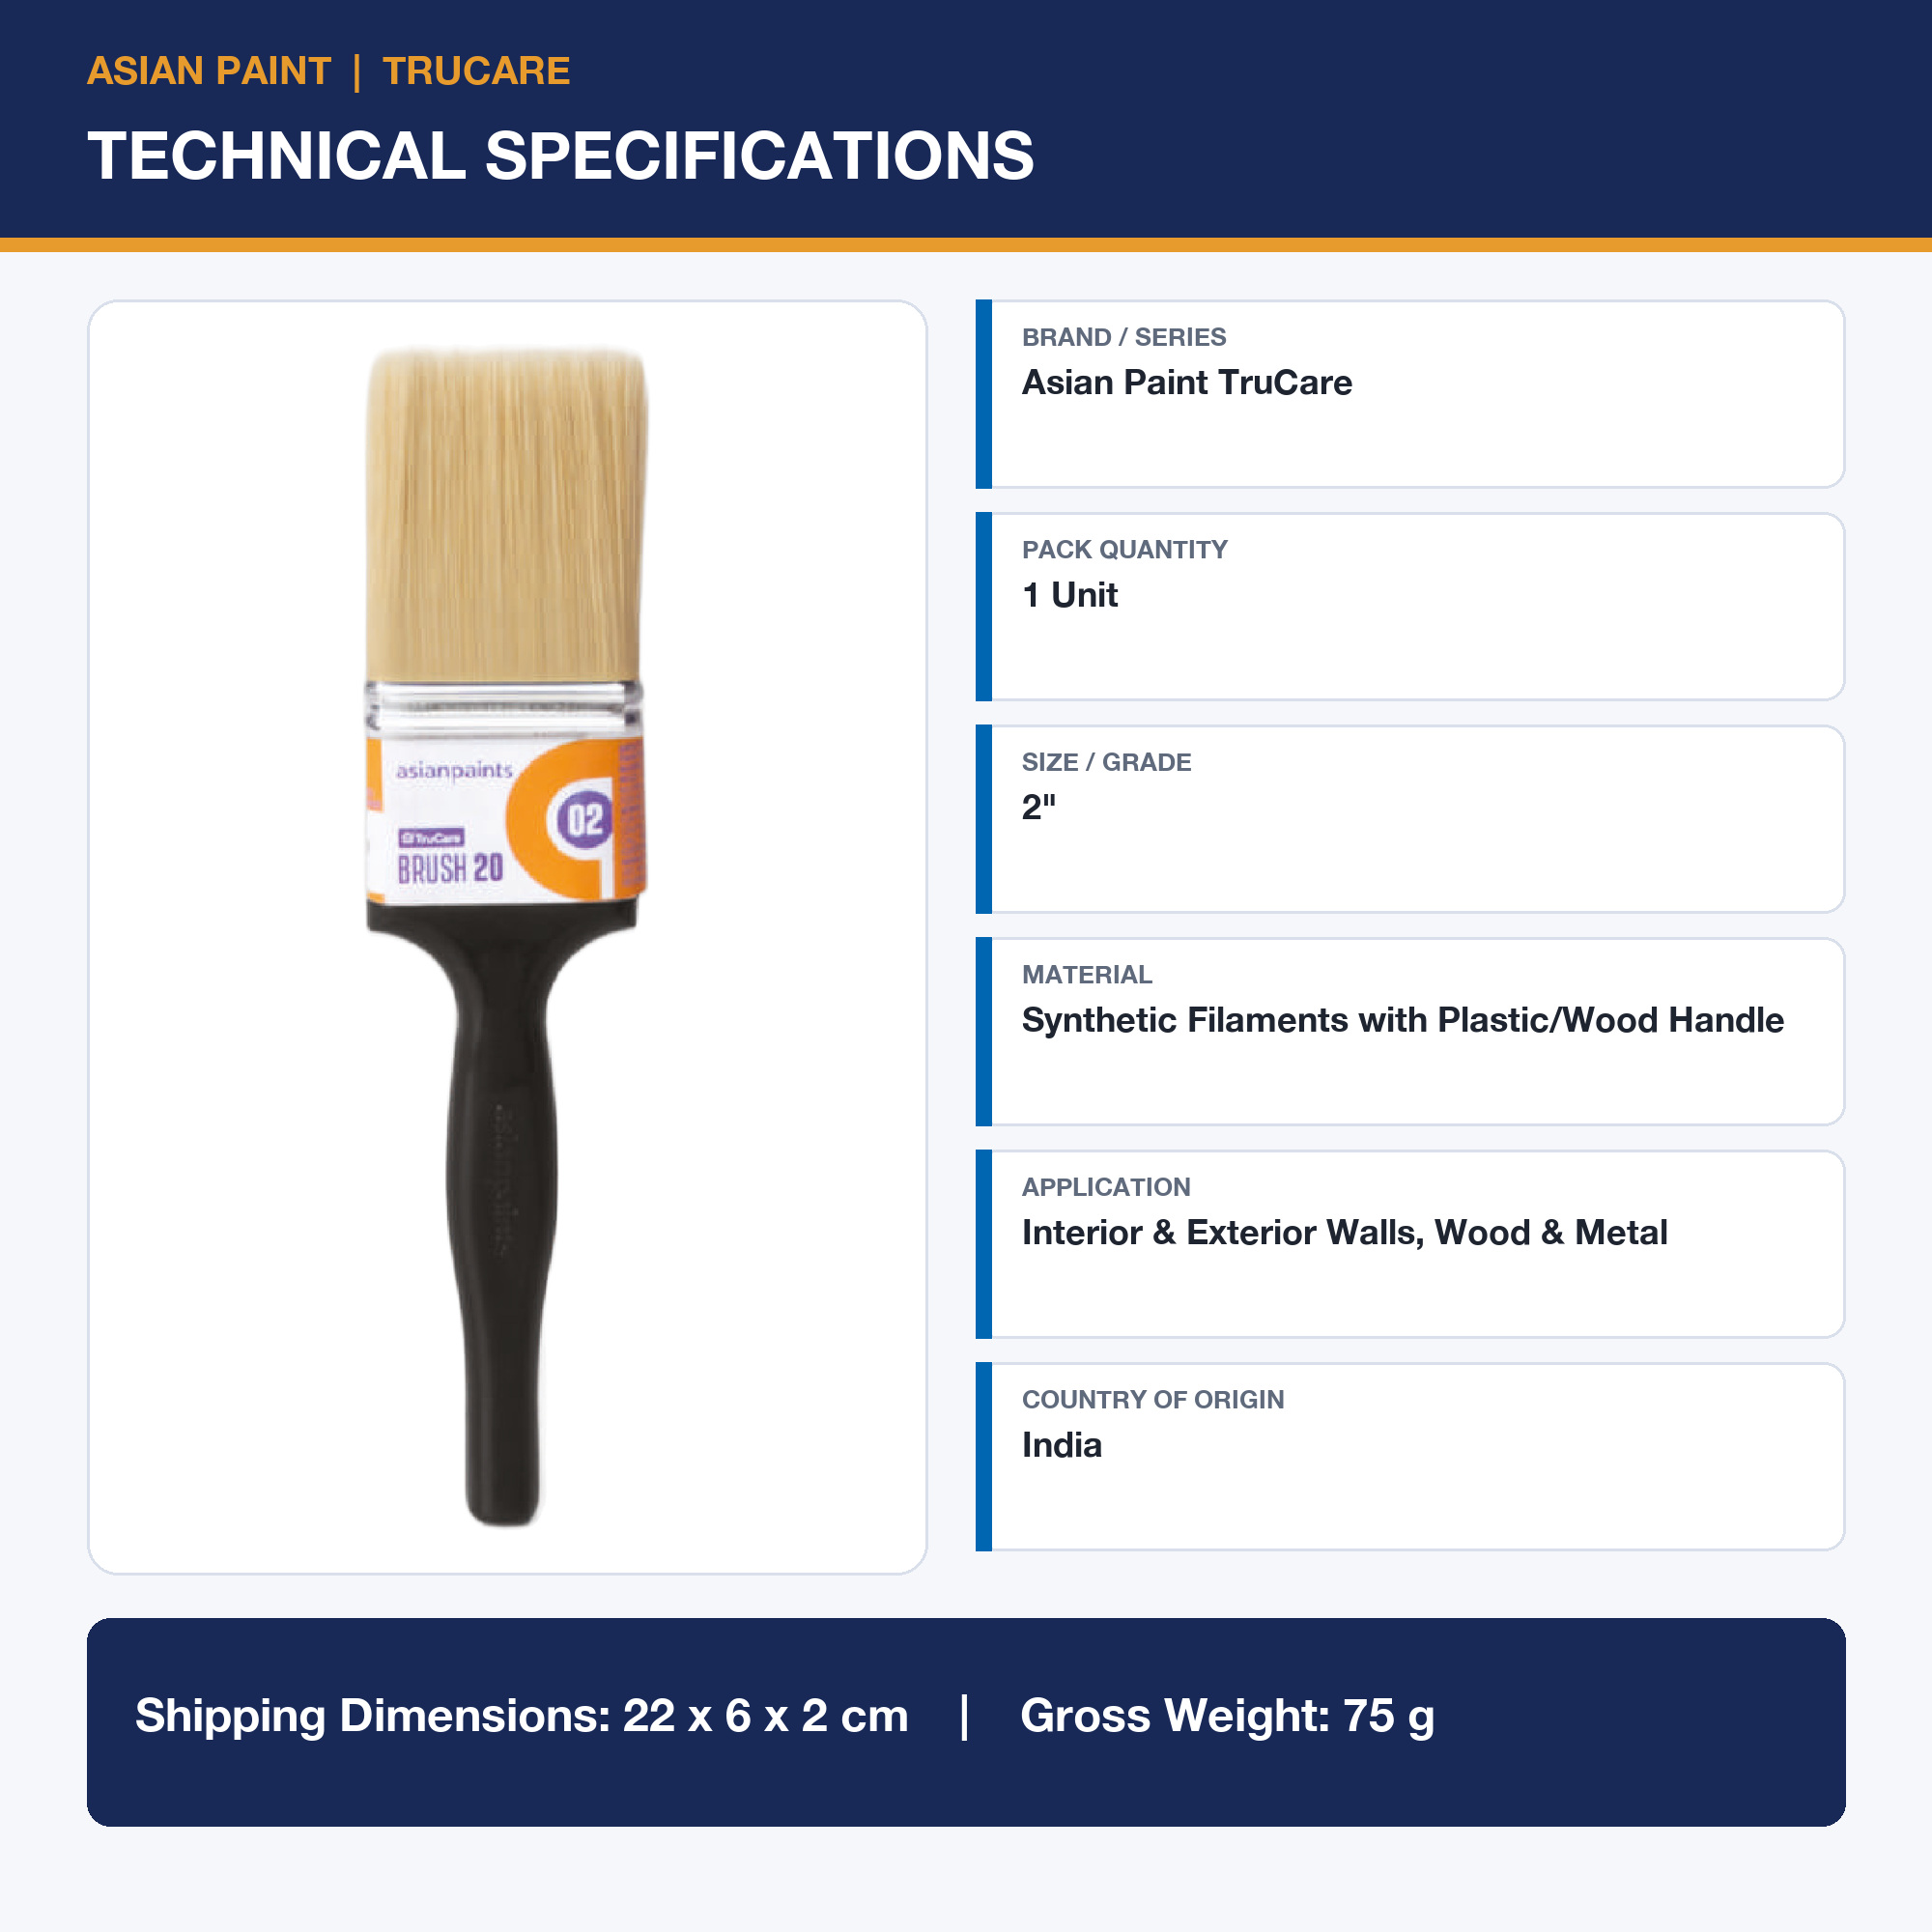 ASIAN PAINT | TRUCARE
TECHNICAL SPECIFICATIONS
asianpaints
02
TruCare
BRUSH 20
asianpaints
BRAND / SERIES
Asian Paint TruCare
PACK QUANTITY
1 Unit
SIZE / GRADE
2"
MATERIAL
Synthetic Filaments with Plastic/Wood Handle
APPLICATION
Interior & Exterior Walls, Wood & Metal
COUNTRY OF ORIGIN
India
Shipping Dimensions: 22 x 6 x 2 cm | Gross Weight: 75 g